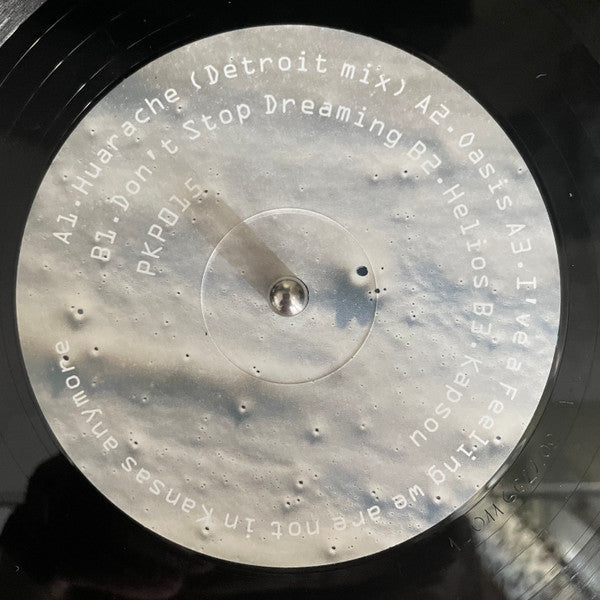 A1.Huarache (Detroit mix) A2.Oasis A3.I've a Feeling we are not in Kansas anymore
B1.Don't Stop Dreaming B2.Helios B3.Kapsou
PKP015